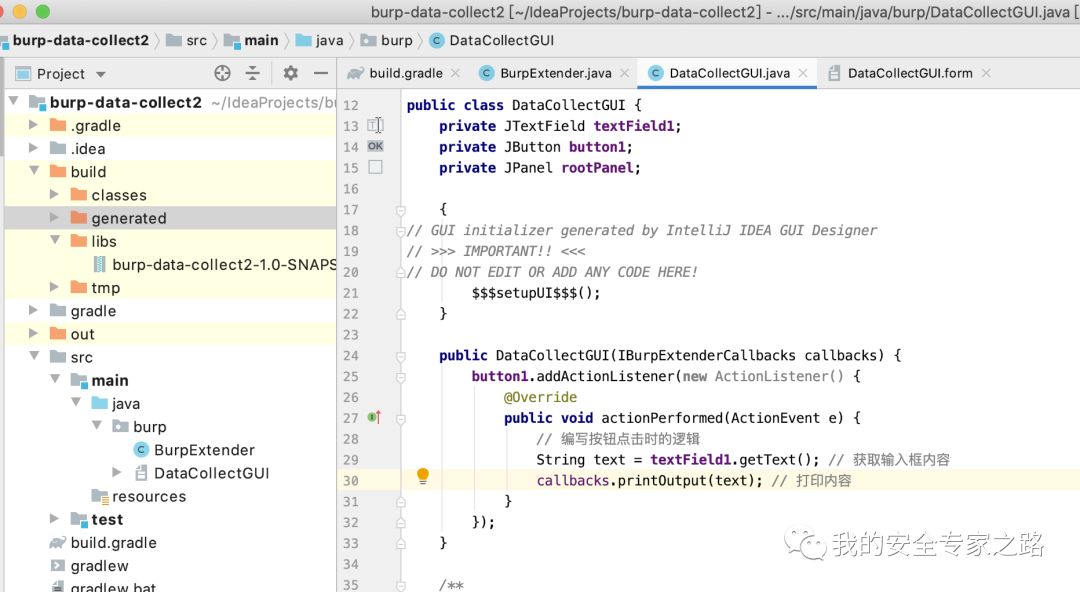 burp-data-collect2 [~/IdeaProjects/burp-data-collect2] - .../src/main/java/burp/DataCollectGUI.java [
burp-data-collect2 src main java burp DataCollectGUI
Project
build.gradle BurpExtender.java DataCollectGUI.java DataCollectGUI.form
burp-data-collect2 ~/IdeaProjects/bu
.gradle
.idea
build
classes
generated
libs
burp-data-collect2-1.0-SNAPS
tmp
gradle
out
src
main
java
burp
BurpExtender
DataCollectGUI
resources
test
build.gradle
gradlew
gradlew.bat
12 public class DataCollectGUI {
13 private JTextField textField1;
14 OK private JButton button1;
15 private JPanel rootPanel;
16
17 {
18 // GUI initializer generated by IntelliJ IDEA GUI Designer
19 // >>> IMPORTANT!! <<<
20 // DO NOT EDIT OR ADD ANY CODE HERE!
21 $$$setupUI$$$();
22 }
23
24 public DataCollectGUI(IBurpExtenderCallbacks callbacks) {
25 button1.addActionListener(new ActionListener() {
26 @Override
27 public void actionPerformed(ActionEvent e) {
28 // 编写按钮点击时的逻辑
29 String text = textField1.getText(); // 获取输入框内容
30 callbacks.printOutput(text); // 打印内容
31 }
32 });
33 }
34
35 /**
我的安全专家之路